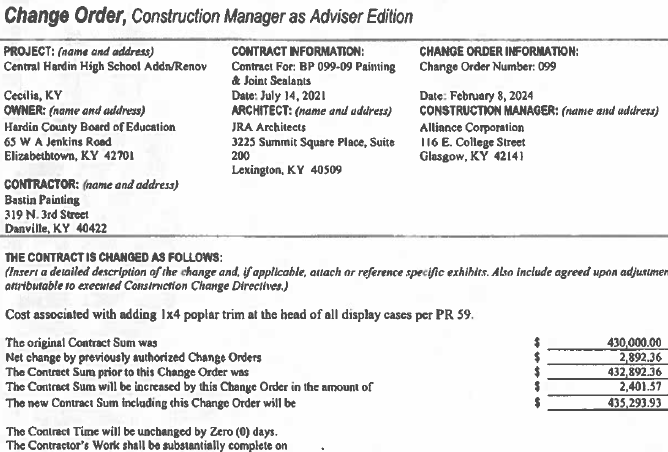 Change Order, Construction Manager as Adviser Edition
PROJECT: (name and address)
Central Hardin High School Addn/Renov
Cecilia, KY
OWNER: (name and address)
Hardin County Board of Education
65 W A Jenkins Road
Elizabethtown, KY 42701
CONTRACTOR: (name and address)
Bastin Painting
319 N. 3rd Street
Danville, KY 40422
CONTRACT INFORMATION:
Contract For: BP 099-09 Painting
& Joint Sealants
Date: July 14, 2021
ARCHITECT: (name and address)
JRA Architects
3225 Summit Square Place, Suite
200
Lexington, KY 40509
CHANGE ORDER INFORMATION:
Change Order Number: 099
Date: February 8, 2024
CONSTRUCTION MANAGER: (name and address)
Alliance Corporation
116 E. College Street
Glasgow, KY 42141
THE CONTRACT IS CHANGED AS FOLLOWS:
(Insert a detailed description of the change and, if applicable, attach or reference specific exhibits. Also include agreed upon adjustmen
attributable to executed Construction Change Directives.)
Cost associated with adding 1x4 poplar trim at the head of all display cases per PR 59.
The original Contract Sum was $ 430,000.00
Net change by previously authorized Change Orders $ 2,892.36
The Contract Sum prior to this Change Order was $ 432,892.36
The Contract Sum will be increased by this Change Order in the amount of $ 2,401.57
The new Contract Sum including this Change Order will be $ 435,293.93
The Contract Time will be unchanged by Zero (0) days.
The Contractor's Work shall be substantially complete on .